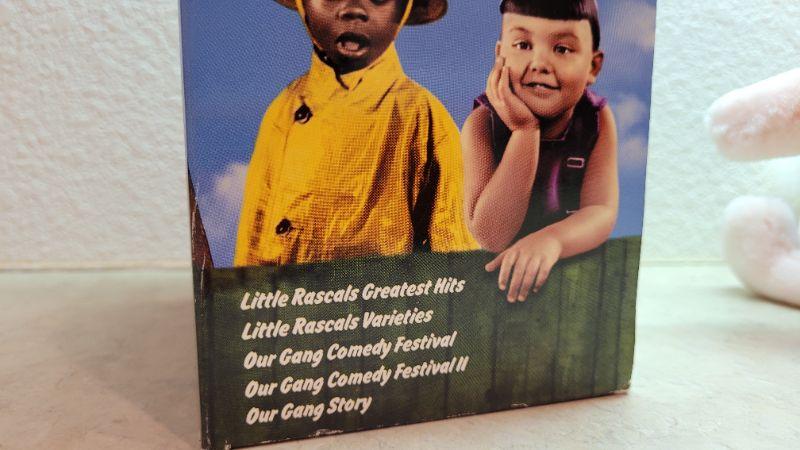 Little Rascals Greatest Hits
Little Rascals Varieties
Our Gang Comedy Festival
Our Gang Comedy Festival II
Our Gang Story